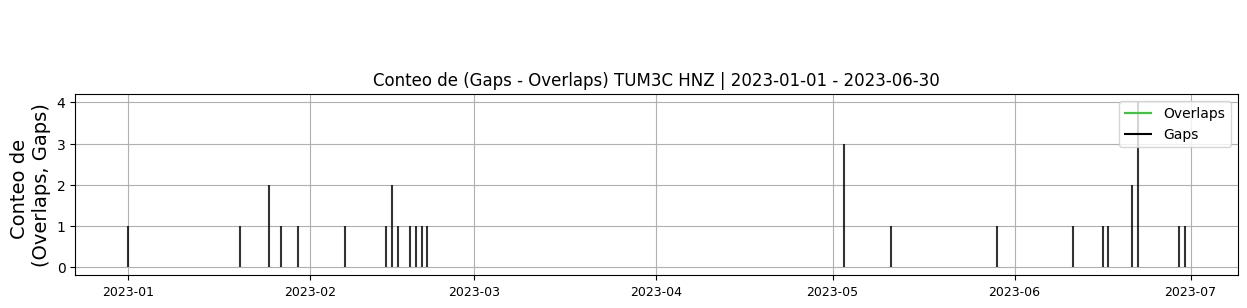 Conteo de (Gaps - Overlaps) TUM3C HNZ | 2023-01-01 - 2023-06-30
Conteo de
(Overlaps, Gaps)
4
3
2
1
0
Overlaps
Gaps
2023-01
2023-02
2023-03
2023-04
2023-05
2023-06
2023-07